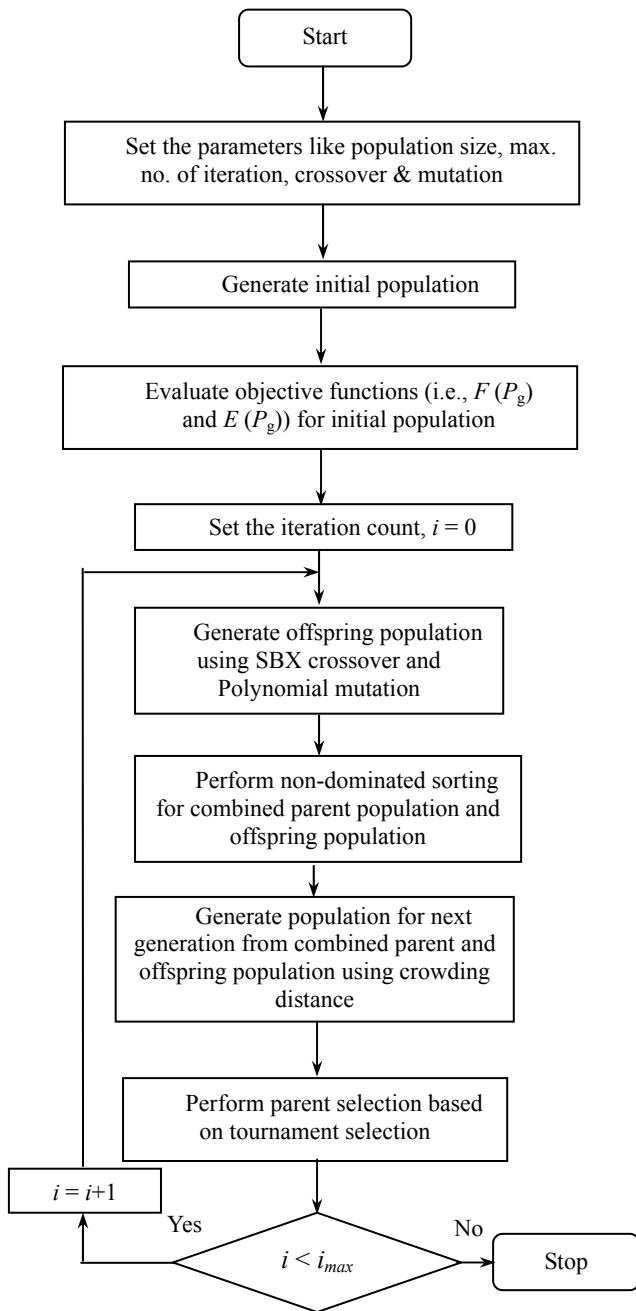 Start
Set the parameters like population size, max.
no. of iteration, crossover & mutation
Generate initial population
Evaluate objective functions (i.e., F (Pg)
and E (Pg)) for initial population
Set the iteration count, i = 0
Generate offspring population
using SBX crossover and
Polynomial mutation
Perform non-dominated sorting
for combined parent population and
offspring population
Generate population for next
generation from combined parent and
offspring population using crowding
distance
Perform parent selection based
on tournament selection
i = i+1
Yes
No
i < imax
Stop